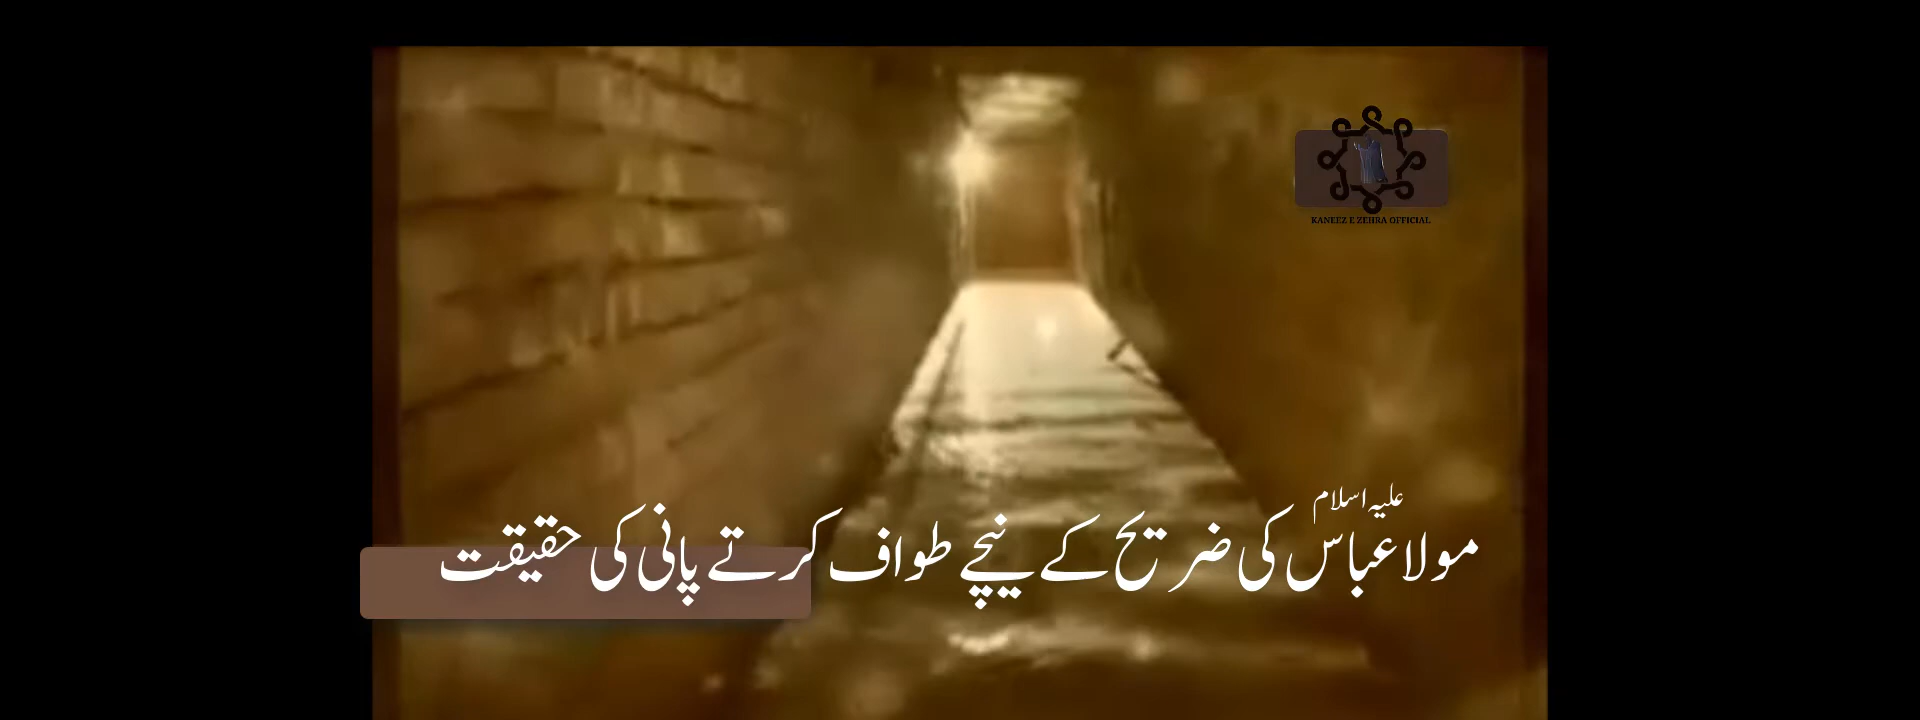 KANEEZ E ZEHRA OFFICIAL
علیہ اسلام
مولا عباس کی ضریح کے نیچے طواف کرتے پانی کی حقیقت